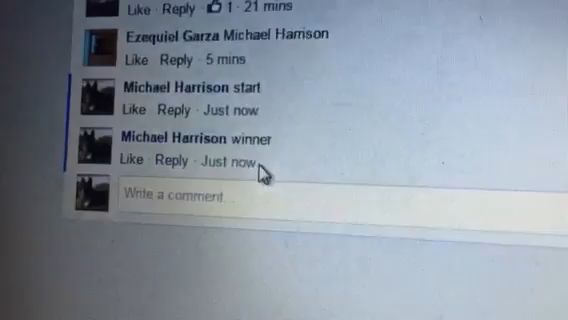 Like · Reply · 1 · 21 mins
Ezequiel Garza Michael Harrison
Like · Reply · 5 mins
Michael Harrison start
Like · Reply · Just now
Michael Harrison winner
Like · Reply · Just now
Write a comment...